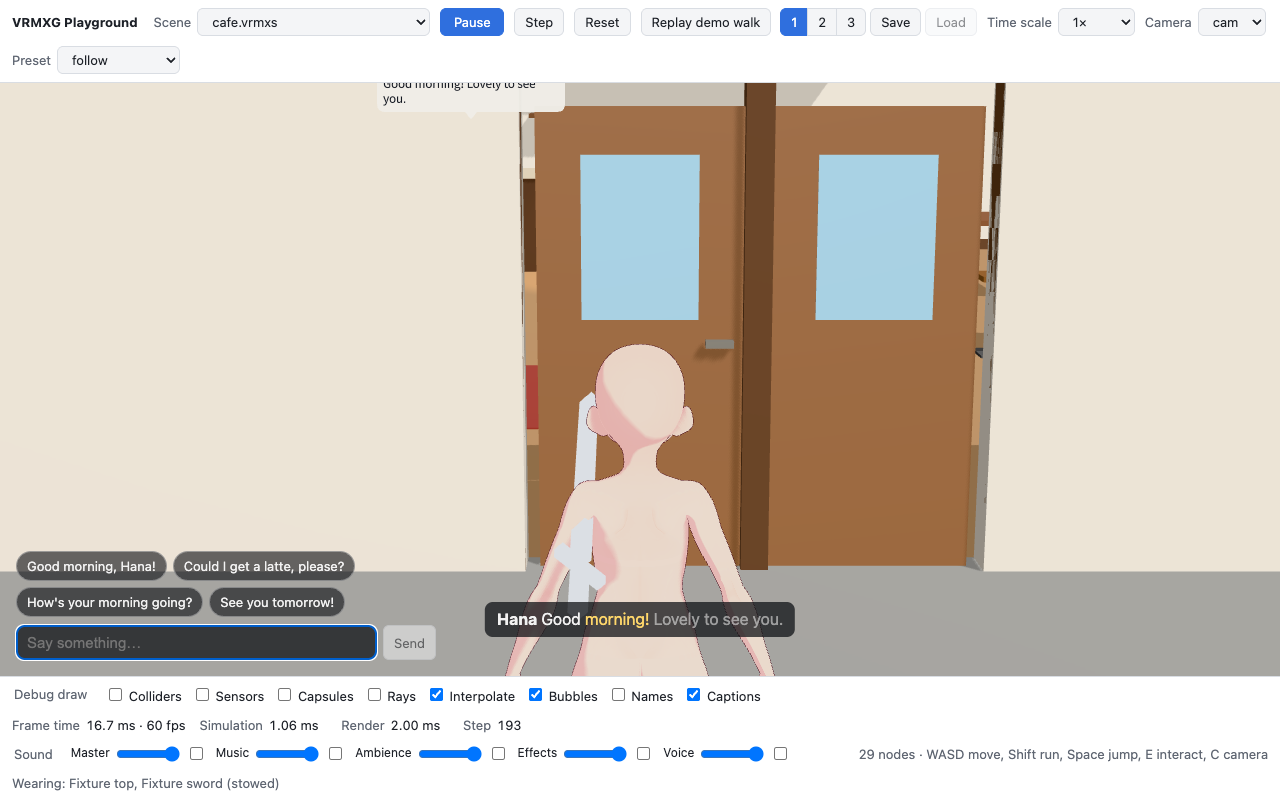 VRMXG Playground Scene cafe.vrmxs Pause Step Reset Replay demo walk 1 2 3 Save Load Time scale 1× Camera cam
Preset follow
Good morning! Lovely to see
you.
Good morning, Hana! Could I get a latte, please?
How's your morning going? See you tomorrow!
Hana Good morning! Lovely to see you.
Say something… Send
Debug draw Colliders Sensors Capsules Rays Interpolate Bubbles Names Captions
Frame time 16.7 ms · 60 fps Simulation 1.06 ms Render 2.00 ms Step 193
Sound Master Music Ambience Effects Voice 29 nodes · WASD move, Shift run, Space jump, E interact, C camera
Wearing: Fixture top, Fixture sword (stowed)